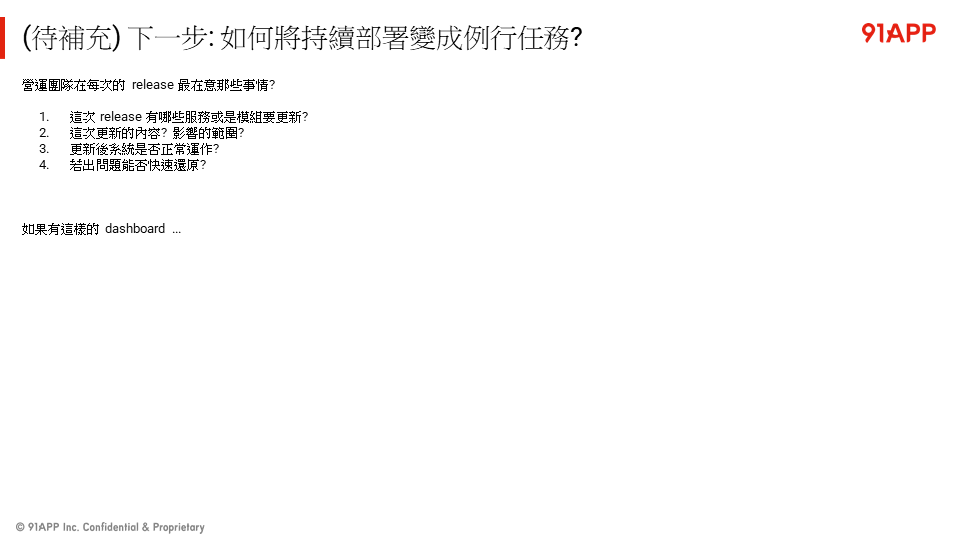 (待補充) 下一步: 如何將持續部署變成例行任務?
91APP
營運團隊在每次的 release 最在意那些事情?
1. 這次 release 有哪些服務或是模組要更新?
2. 這次更新的內容? 影響的範圍?
3. 更新後系統是否正常運作?
4. 若出問題能否快速還原?
如果有這樣的 dashboard ...
© 91APP Inc. Confidential & Proprietary